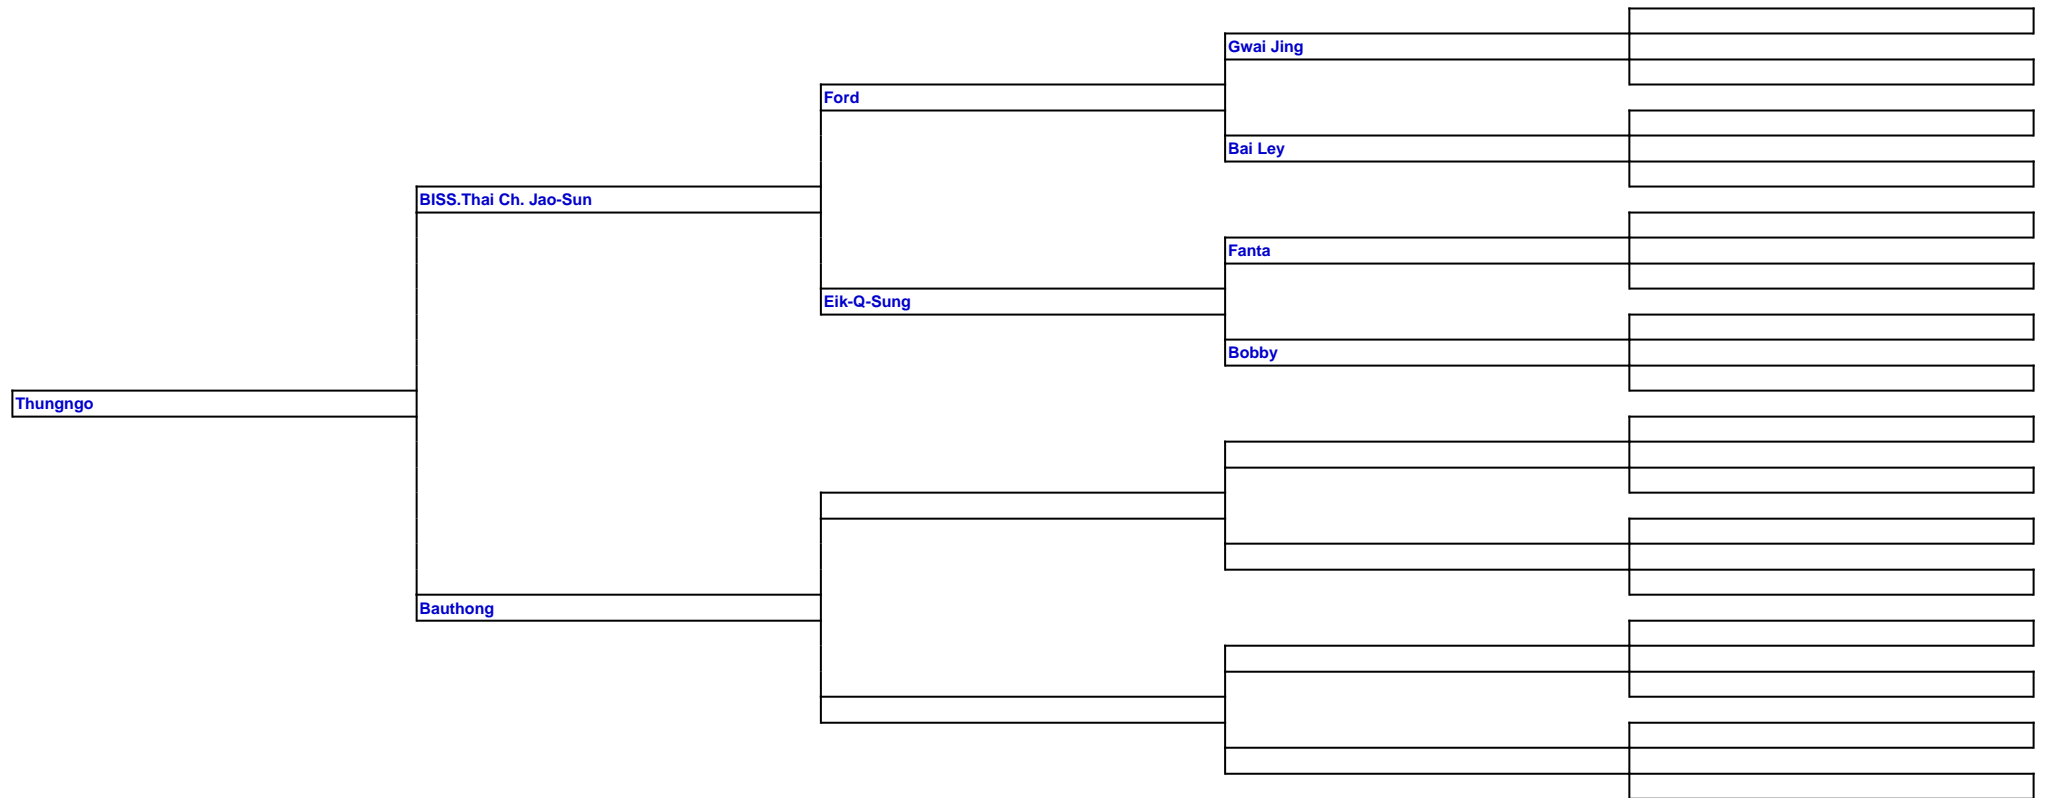 Gwai Jing
Ford
Bai Ley
BISS.Thai Ch. Jao-Sun
Fanta
Eik-Q-Sung
Bobby
Thungngo
Bauthong